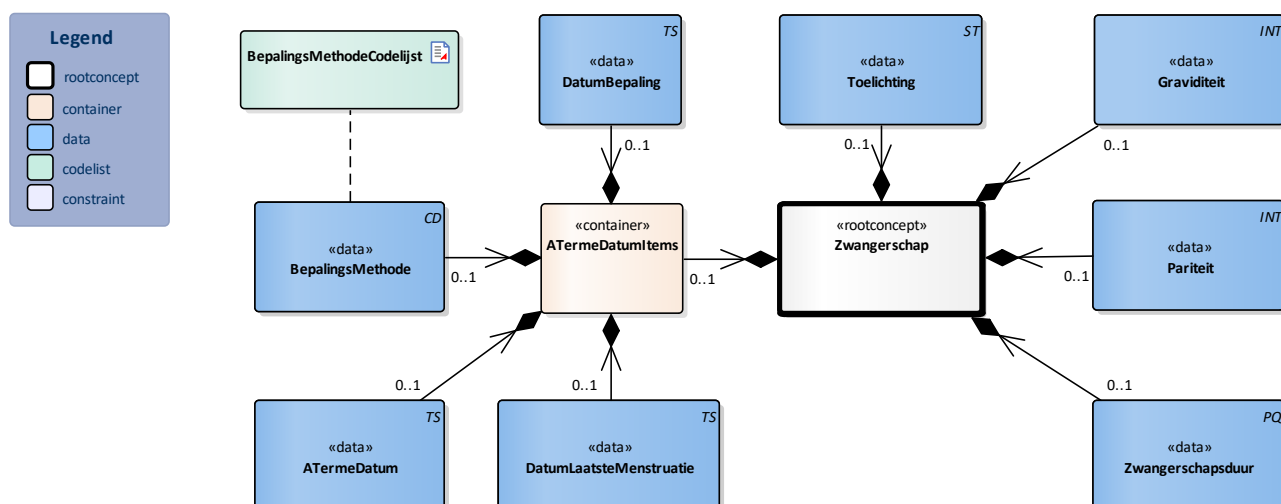 Legend
rootconcept
container
data
codelist
constraint
BepalingsMethodeCodelijst
TS
«data»
DatumBepaling
0..1
ST
«data»
Toelichting
0..1
INT
«data»
Graviditeit
0..1
CD
«data»
BepalingsMethode
0..1
«container»
ATermeDatumItems
0..1
«rootconcept»
Zwangerschap
INT
«data»
Pariteit
0..1
0..1
TS
«data»
ATermeDatum
0..1
TS
«data»
DatumLaatsteMenstruatie
0..1
PQ
«data»
Zwangerschapsduur